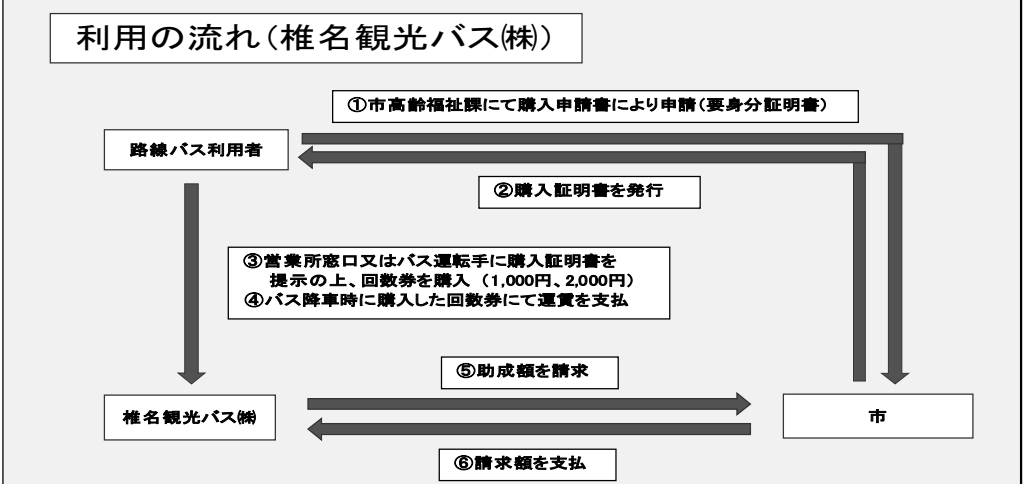 利用の流れ(椎名観光バス㈱)
①市高齢福祉課にて購入申請書により申請(要身分証明書)
路線バス利用者
②購入証明書を発行
③営業所窓口又はバス運転手に購入証明書を
提示の上、回数券を購入 (1,000円、2,000円)
④バス降車時に購入した回数券にて運賃を支払
⑤助成額を請求
椎名観光バス㈱
市
⑥請求額を支払